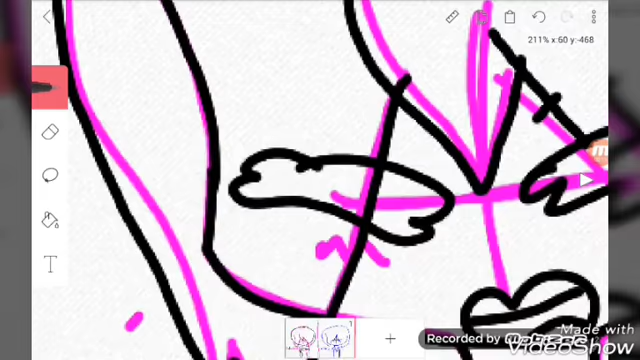 211% x:60 y:-468
T
Recorded by
Made with
VideoShow